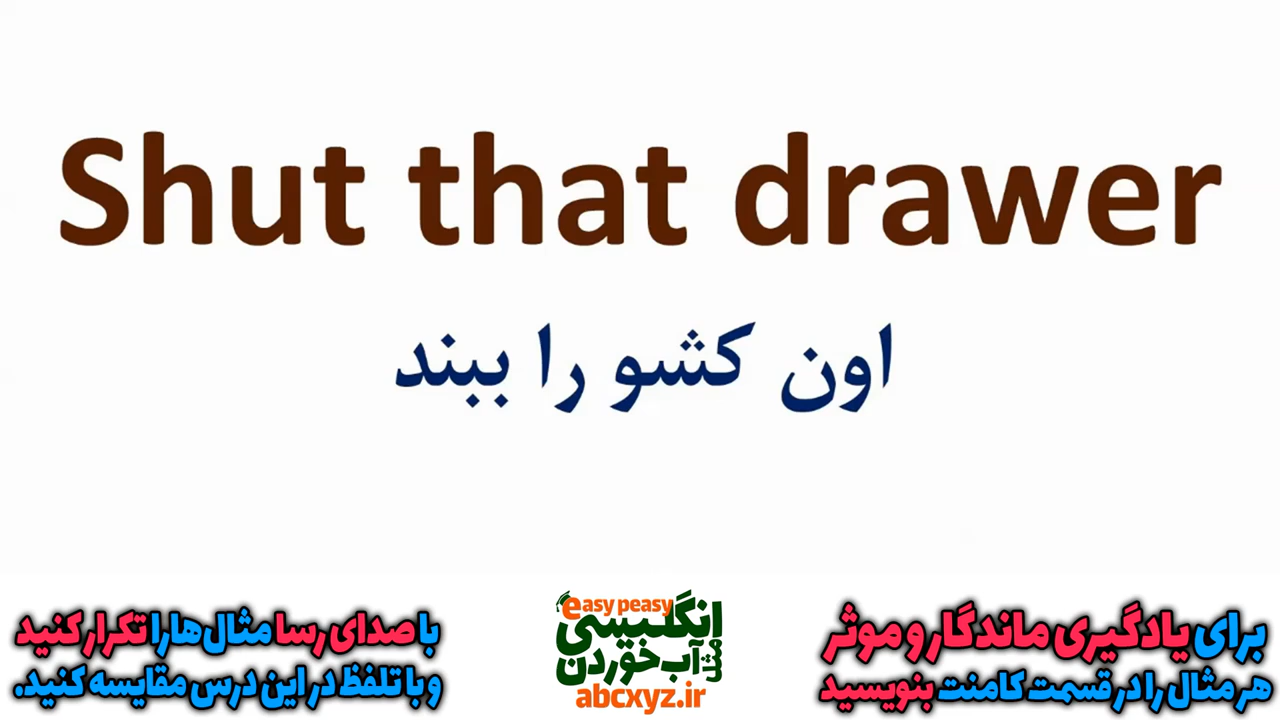 Shut that drawer
اون کشو را ببند
برای یادگیری ماندگار و موثر
هر مثال را در قسمت کامنت بنویسید
easy peasy
انگلیسی
مثل آب خوردن
abcxyz.ir
با صدای رسا مثال‌ها را تکرار کنید
و با تلفظ در این درس مقایسه کنید.